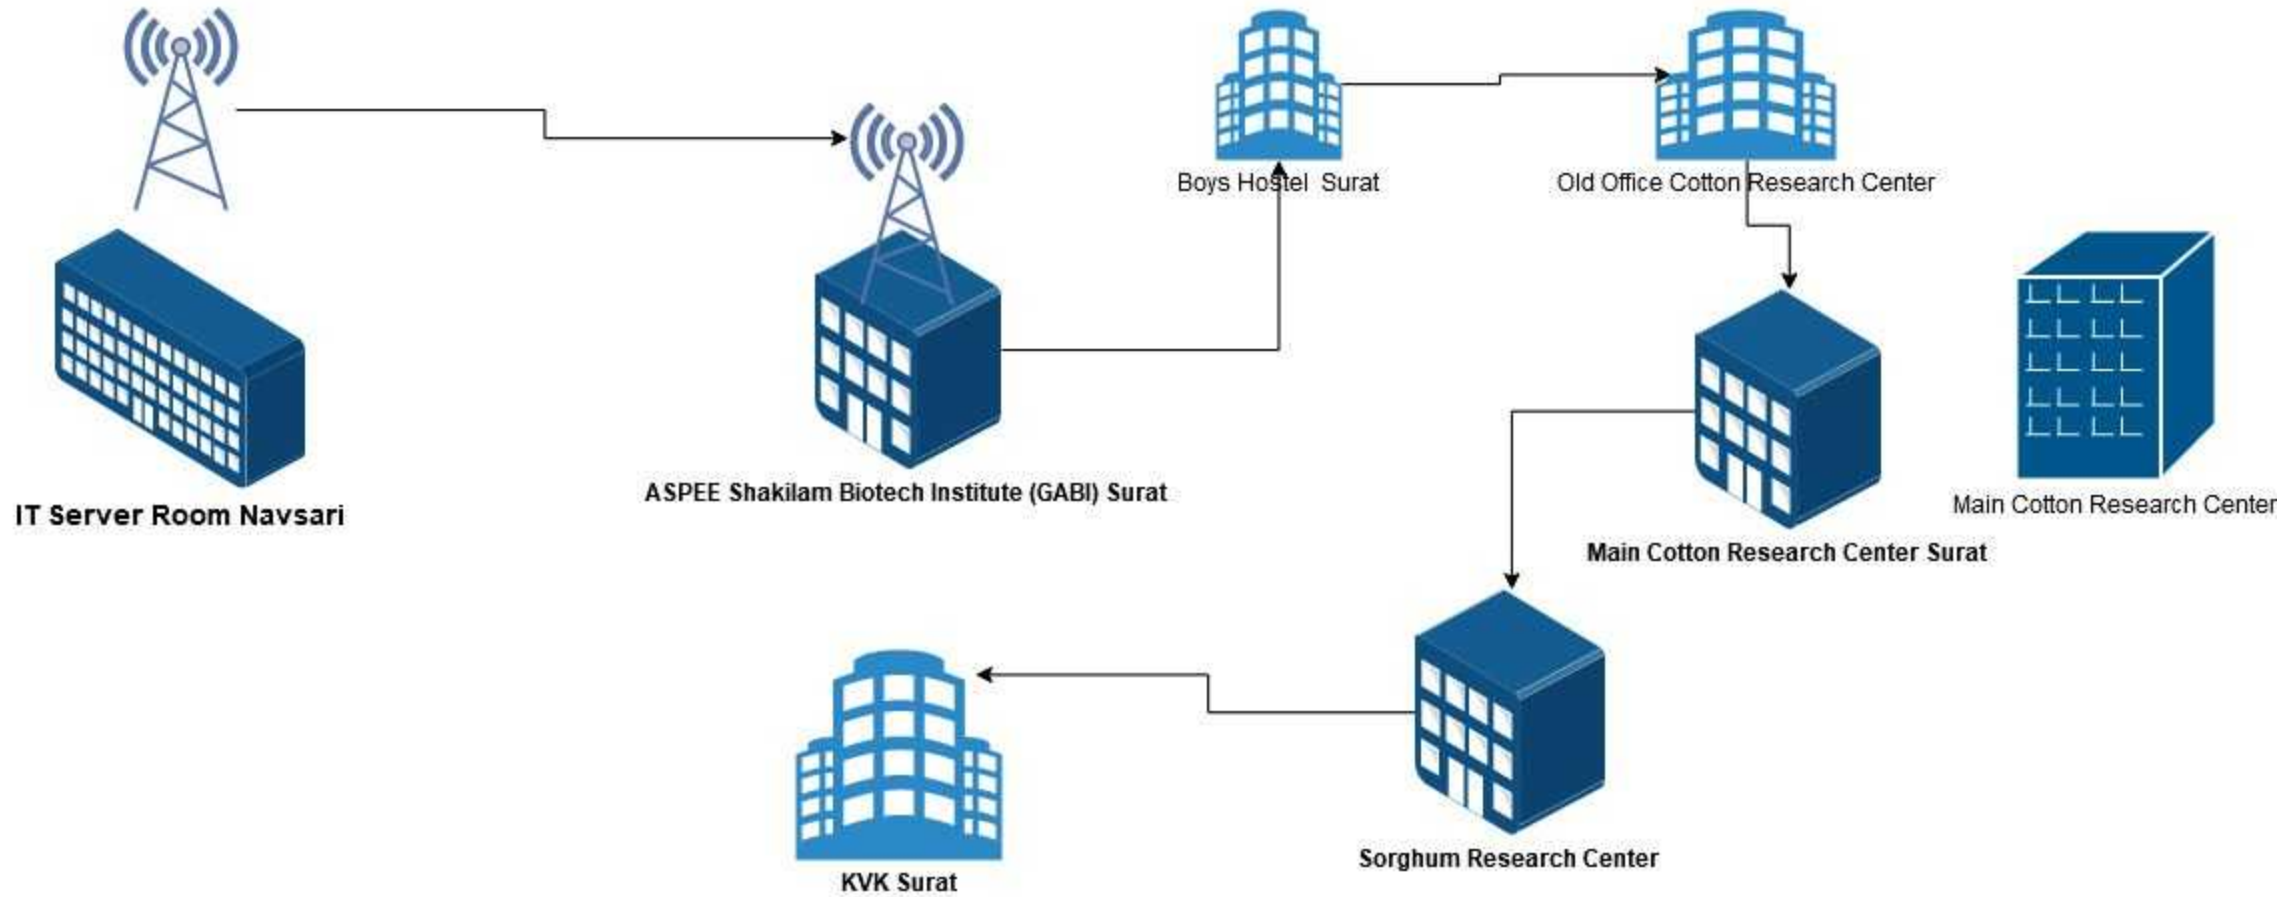 Boys Hostel Surat
Old Office Cotton Research Center
ASPEE Shakilam Biotech Institute (GABI) Surat
IT Server Room Navsari
Main Cotton Research Center
Main Cotton Research Center Surat
Sorghum Research Center
KVK Surat